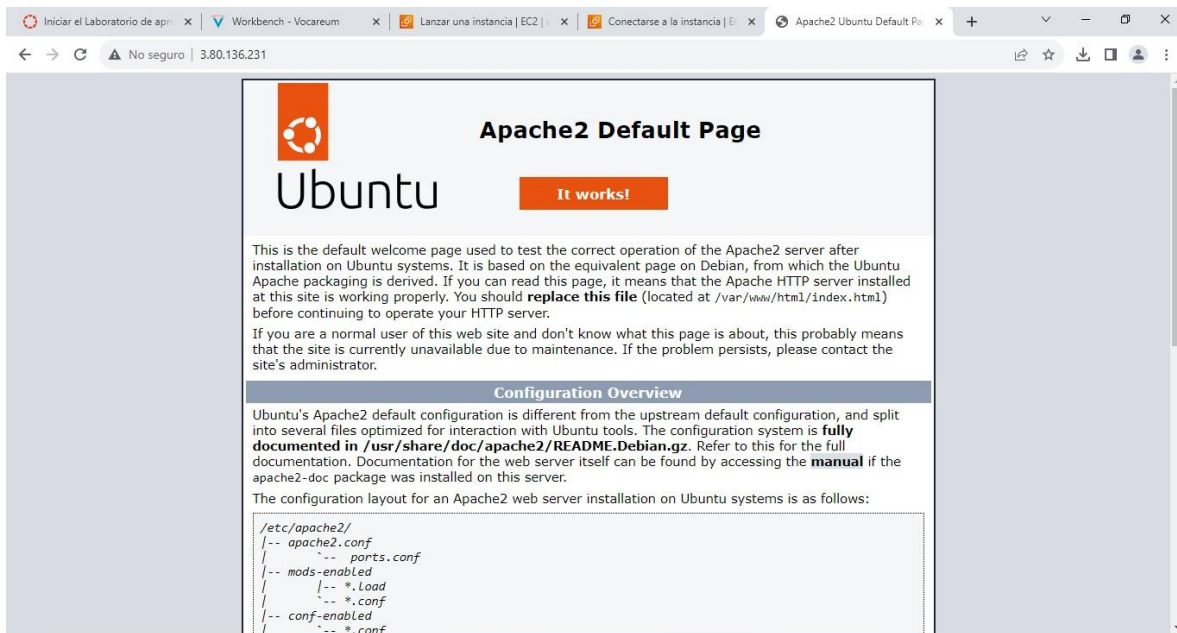 Iniciar el Laboratorio de apr
Workbench - Vocareum
Lanzar una instancia | EC2 |
Conectarse a la instancia | E
Apache2 Ubuntu Default Pa
No seguro | 3.80.136.231
Apache2 Default Page
Ubuntu
It works!
This is the default welcome page used to test the correct operation of the Apache2 server after
installation on Ubuntu systems. It is based on the equivalent page on Debian, from which the Ubuntu
Apache packaging is derived. If you can read this page, it means that the Apache HTTP server installed
at this site is working properly. You should replace this file (located at /var/www/html/index.html)
before continuing to operate your HTTP server.
If you are a normal user of this web site and don't know what this page is about, this probably means
that the site is currently unavailable due to maintenance. If the problem persists, please contact the
site's administrator.
Configuration Overview
Ubuntu's Apache2 default configuration is different from the upstream default configuration, and split
into several files optimized for interaction with Ubuntu tools. The configuration system is fully
documented in /usr/share/doc/apache2/README.Debian.gz. Refer to this for the full
documentation. Documentation for the web server itself can be found by accessing the manual if the
apache2-doc package was installed on this server.
The configuration layout for an Apache2 web server installation on Ubuntu systems is as follows:
/etc/apache2/
|-- apache2.conf
|       `--  ports.conf
|-- mods-enabled
|       |-- *.load
|       `-- *.conf
|-- conf-enabled
|       `-- *.conf